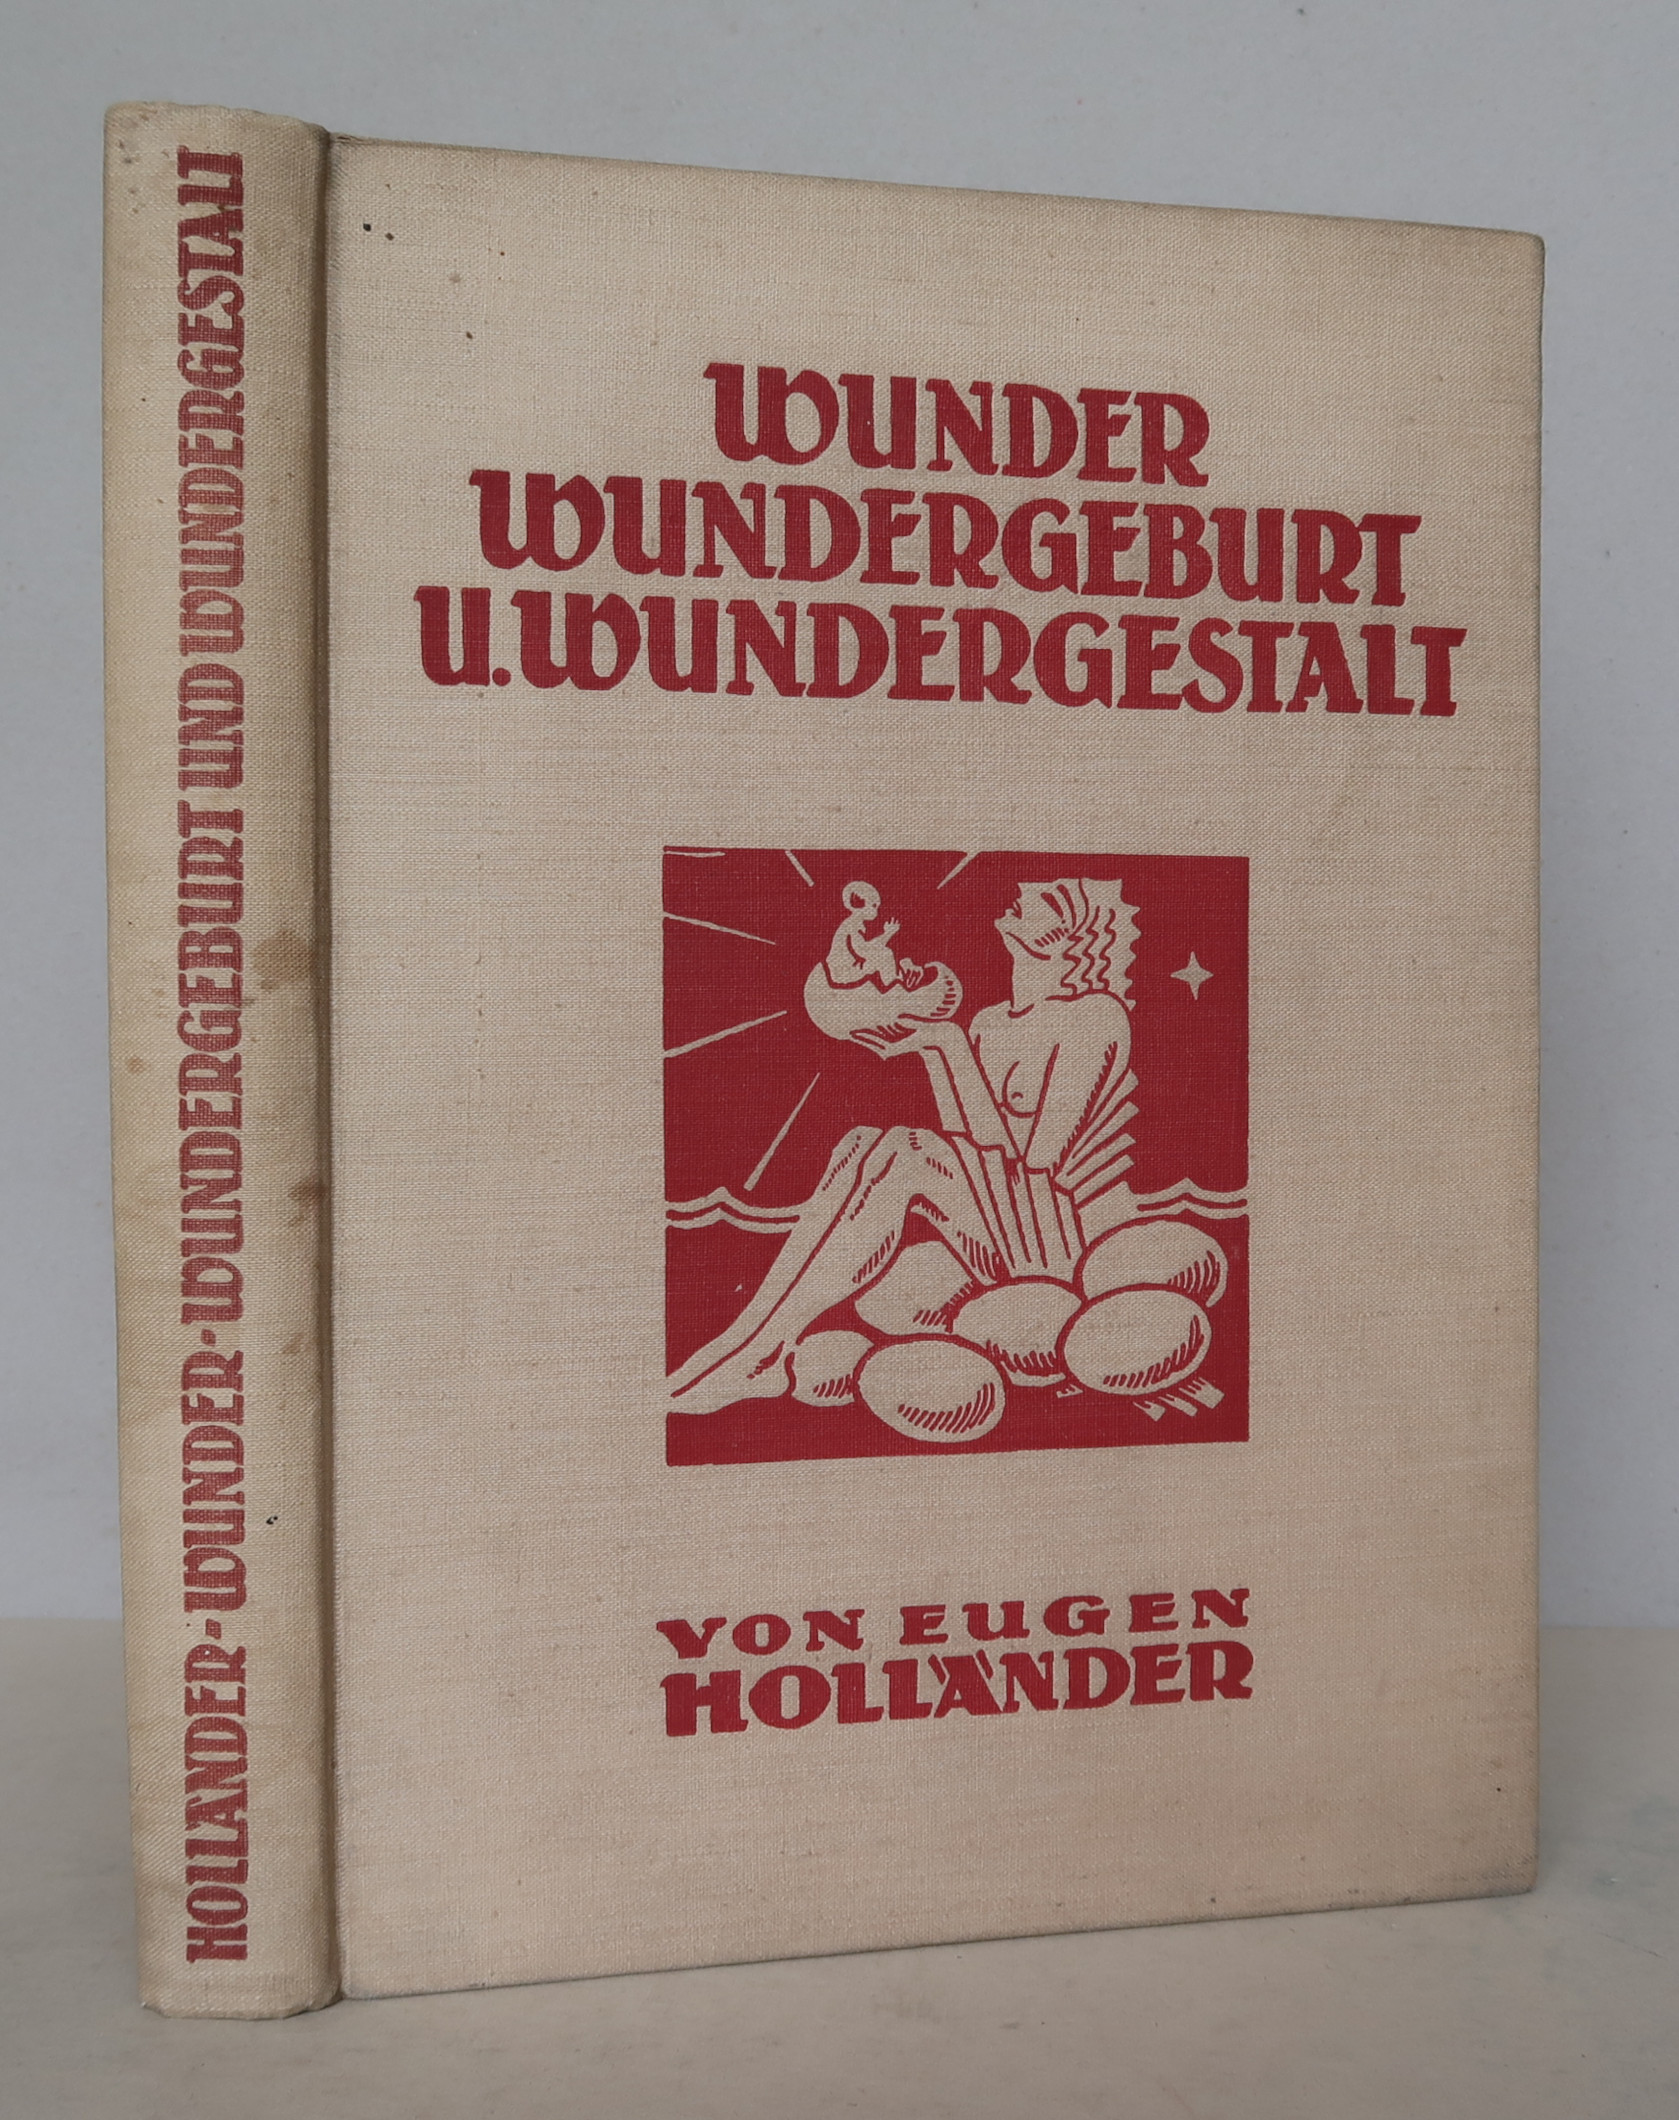 WUNDER
WUNDERGEBURT
U. WUNDERGESTALT
VON EUGEN
HOLLÄNDER
HOLLÄNDER-WUNDER-WUNDERGEBURT UND WUNDERGESTALT